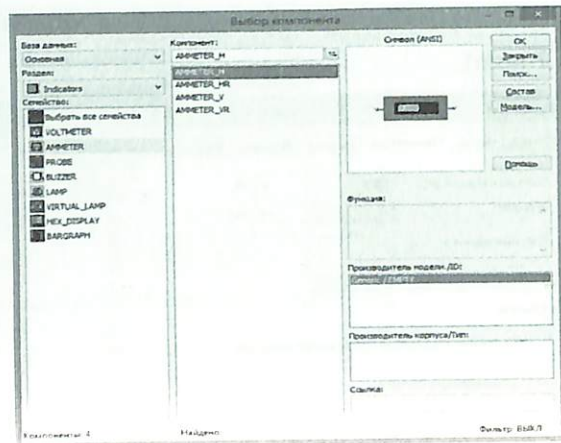 Выбор компонента
База данных:
Основная
Раздел:
Indicators
Семейство:
Выбрать все семейства
VOLTMETER
AMMETER
PROBE
BUZZER
LAMP
VIRTUAL_LAMP
HEX_DISPLAY
BARGRAPH
Компоненты: 4
Компонент:
AMMETER_H
AMMETER_H
AMMETER_HR
AMMETER_V
AMMETER_VR
Найдено:
Символ (ANSI)
Функция:
Производитель модели /ID:
Generic / EMPTY
Производитель корпуса/Тип:
Ссылка:
Фильтр: ВЫКЛ
OK
Закрыть
Поиск...
Состав
Модель...
Помощь